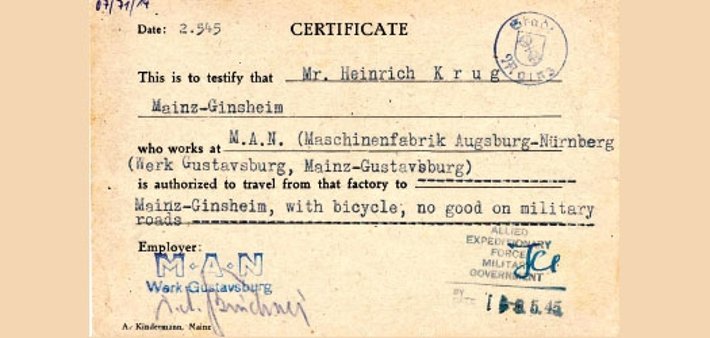 Date: 2.545
CERTIFICATE
This is to testify that Mr. Heinrich Krug
Mainz-Ginsheim
who works at M.A.N. (Maschinenfabrik Augsburg-Nürnberg
(Werk Gustavsburg, Mainz-Gustavsburg)
is authorized to travel from that factory to
Mainz-Ginsheim, with bicycle, no good on military
roads
Employer:
M·A·N
Werk Gustavsburg
ALLIED
EXPEDITIONARY
FORCE
MILITARY
GOVERNMENT
A. Kindermann, Mainz